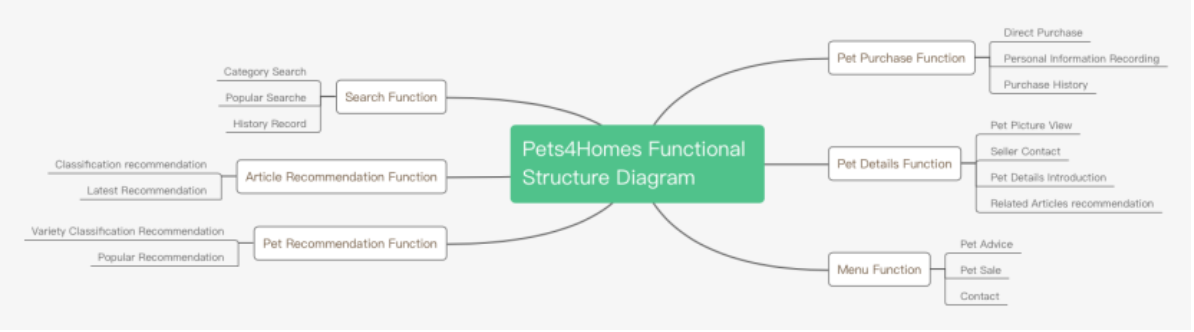 Pets4Homes Functional
Structure Diagram
Search Function
Category Search
Popular Searche
History Record
Article Recommendation Function
Classification recommendation
Latest Recommendation
Pet Recommendation Function
Variety Classification Recommendation
Popular Recommendation
Pet Purchase Function
Direct Purchase
Personal Information Recording
Purchase History
Pet Details Function
Pet Picture View
Seller Contact
Pet Details Introduction
Related Articles recommendation
Menu Function
Pet Advice
Pet Sale
Contact